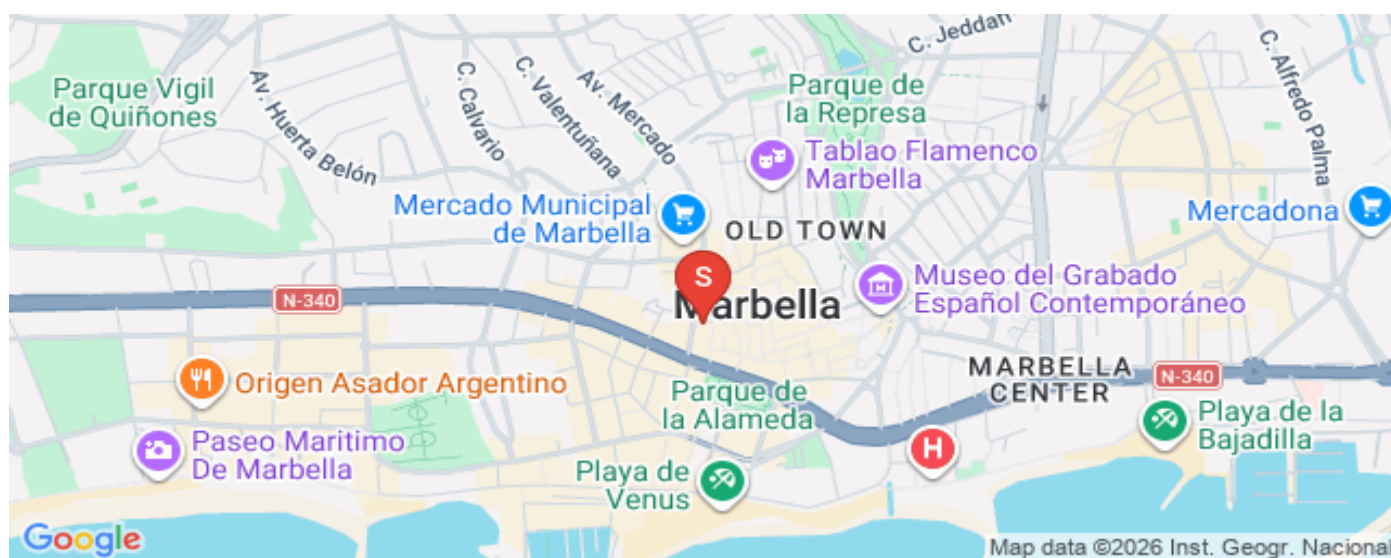 C. Jeddah
Parque Vigil
de Quiñones
Av. Huerta Belón
C. Calvario
C. Valentuñana
Av. Mercado
Parque de
la Represa
C. Alfredo Palma
Tablao Flamenco
Marbella
Mercado Municipal
de Marbella
OLD TOWN
Mercadona
S
Marbella
Museo del Grabado
Español Contemporáneo
N-340
Origen Asador Argentino
MARBELLA
CENTER
N-340
Parque de
la Alameda
Playa de la
Bajadilla
Paseo Maritimo
De Marbella
Playa de
Venus
H
Google
Map data ©2026 Inst. Geogr. Nacional